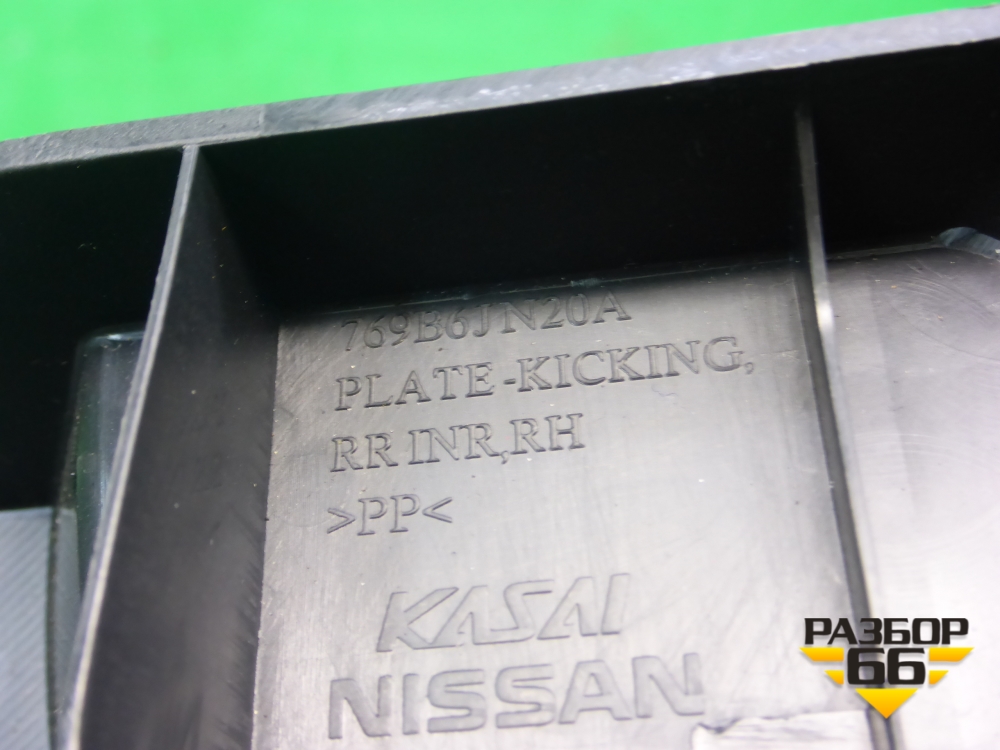 769B6JN20A
PLATE-KICKING,
RR INR,RH
>PP<
KASAI
NISSAN
РАЗБОР
66